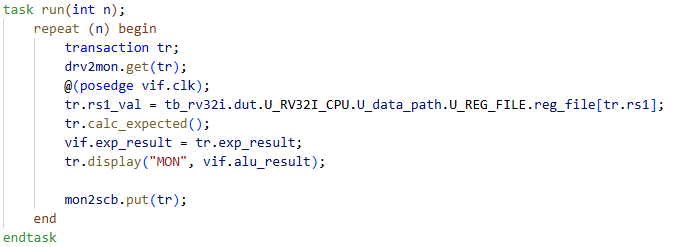 task run(int n);
    repeat (n) begin
        transaction tr;
        drv2mon.get(tr);
        @(posedge vif.clk);
        tr.rs1_val = tb_rv32i.dut.U_RV32I_CPU.U_data_path.U_REG_FILE.reg_file[tr.rs1];
        tr.calc_expected();
        vif.exp_result = tr.exp_result;
        tr.display("MON", vif.alu_result);

        mon2scb.put(tr);
    end
endtask